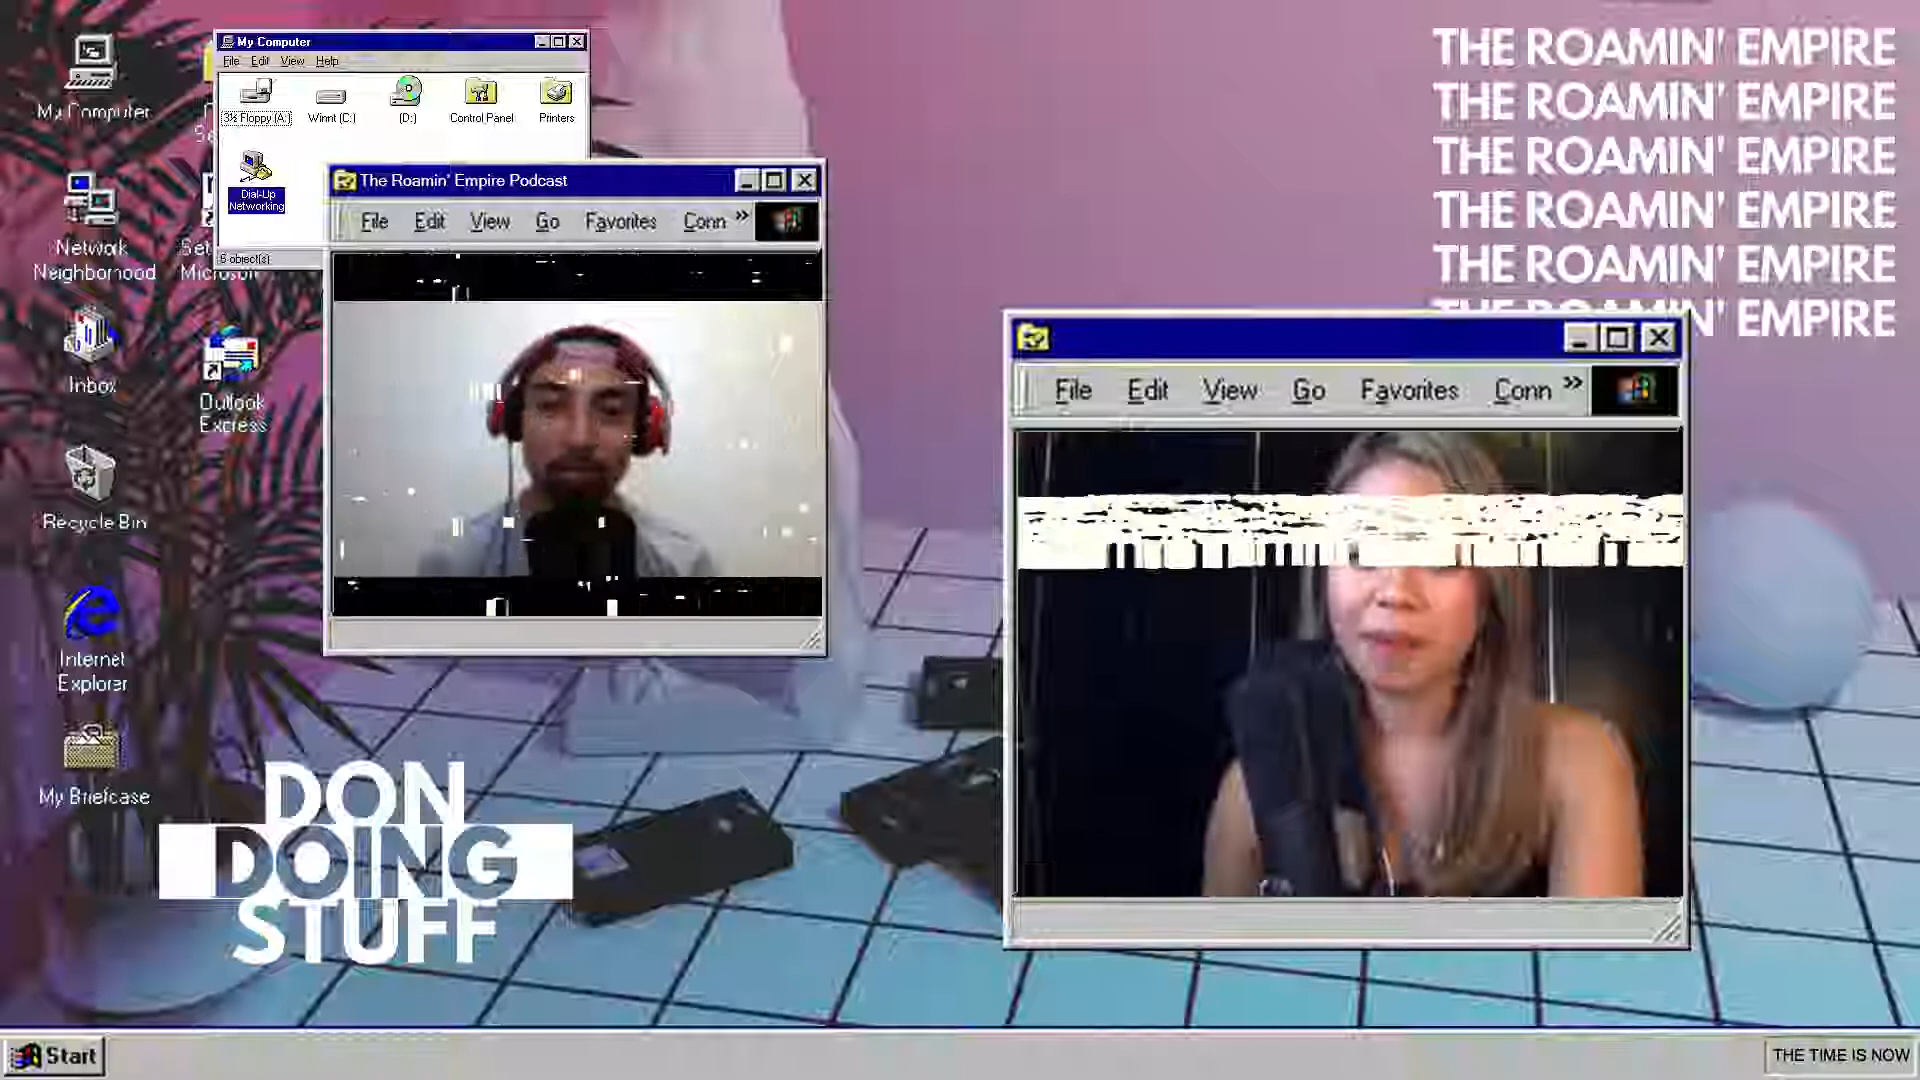 My Computer
Network
Neighborhood
Inbox
Recycle Bin
Internet
Explorer
My Briefcase
Outlook
Express
My Computer
File Edit View Help
3½ Floppy (A:) Winnt (C:) (D:) Control Panel Printers
Dial-Up
Networking
6 object(s)
The Roamin' Empire Podcast
File Edit View Go Favorites Conn »
File Edit View Go Favorites Conn »
THE ROAMIN' EMPIRE
THE ROAMIN' EMPIRE
THE ROAMIN' EMPIRE
THE ROAMIN' EMPIRE
THE ROAMIN' EMPIRE
THE ROAMIN' EMPIRE
DON
DOING
STUFF
Start
THE TIME IS NOW